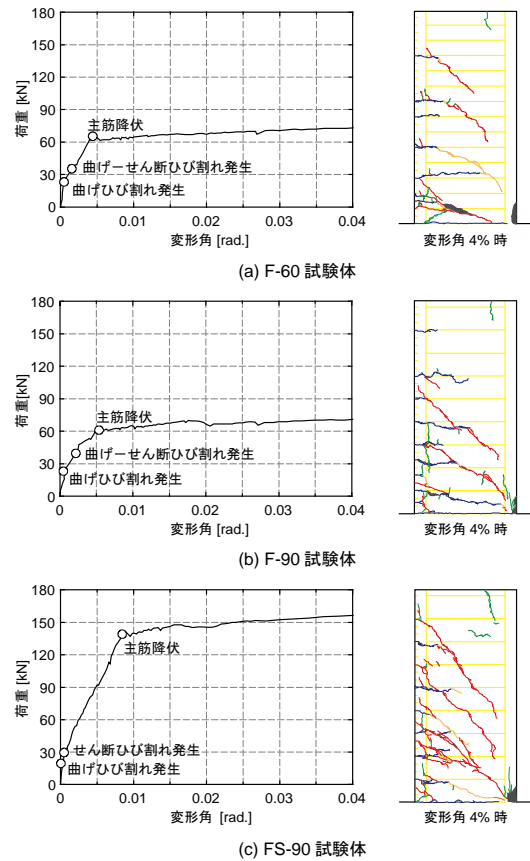 180
150
120
90
60
30
0
荷重 [kN]
主筋降伏
曲げーせん断ひび割れ発生
曲げひび割れ発生
0 0.01 0.02 0.03 0.04
変形角 [rad.]
変形角 4% 時
(a) F-60 試験体
180
150
120
90
60
30
0
荷重[kN]
主筋降伏
曲げーせん断ひび割れ発生
曲げひび割れ発生
0 0.01 0.02 0.03 0.04
変形角 [rad.]
変形角 4% 時
(b) F-90 試験体
180
150
120
90
60
30
0
荷重 [kN]
主筋降伏
せん断ひび割れ発生
曲げひび割れ発生
0 0.01 0.02 0.03 0.04
変形角 [rad.]
変形角 4% 時
(c) FS-90 試験体